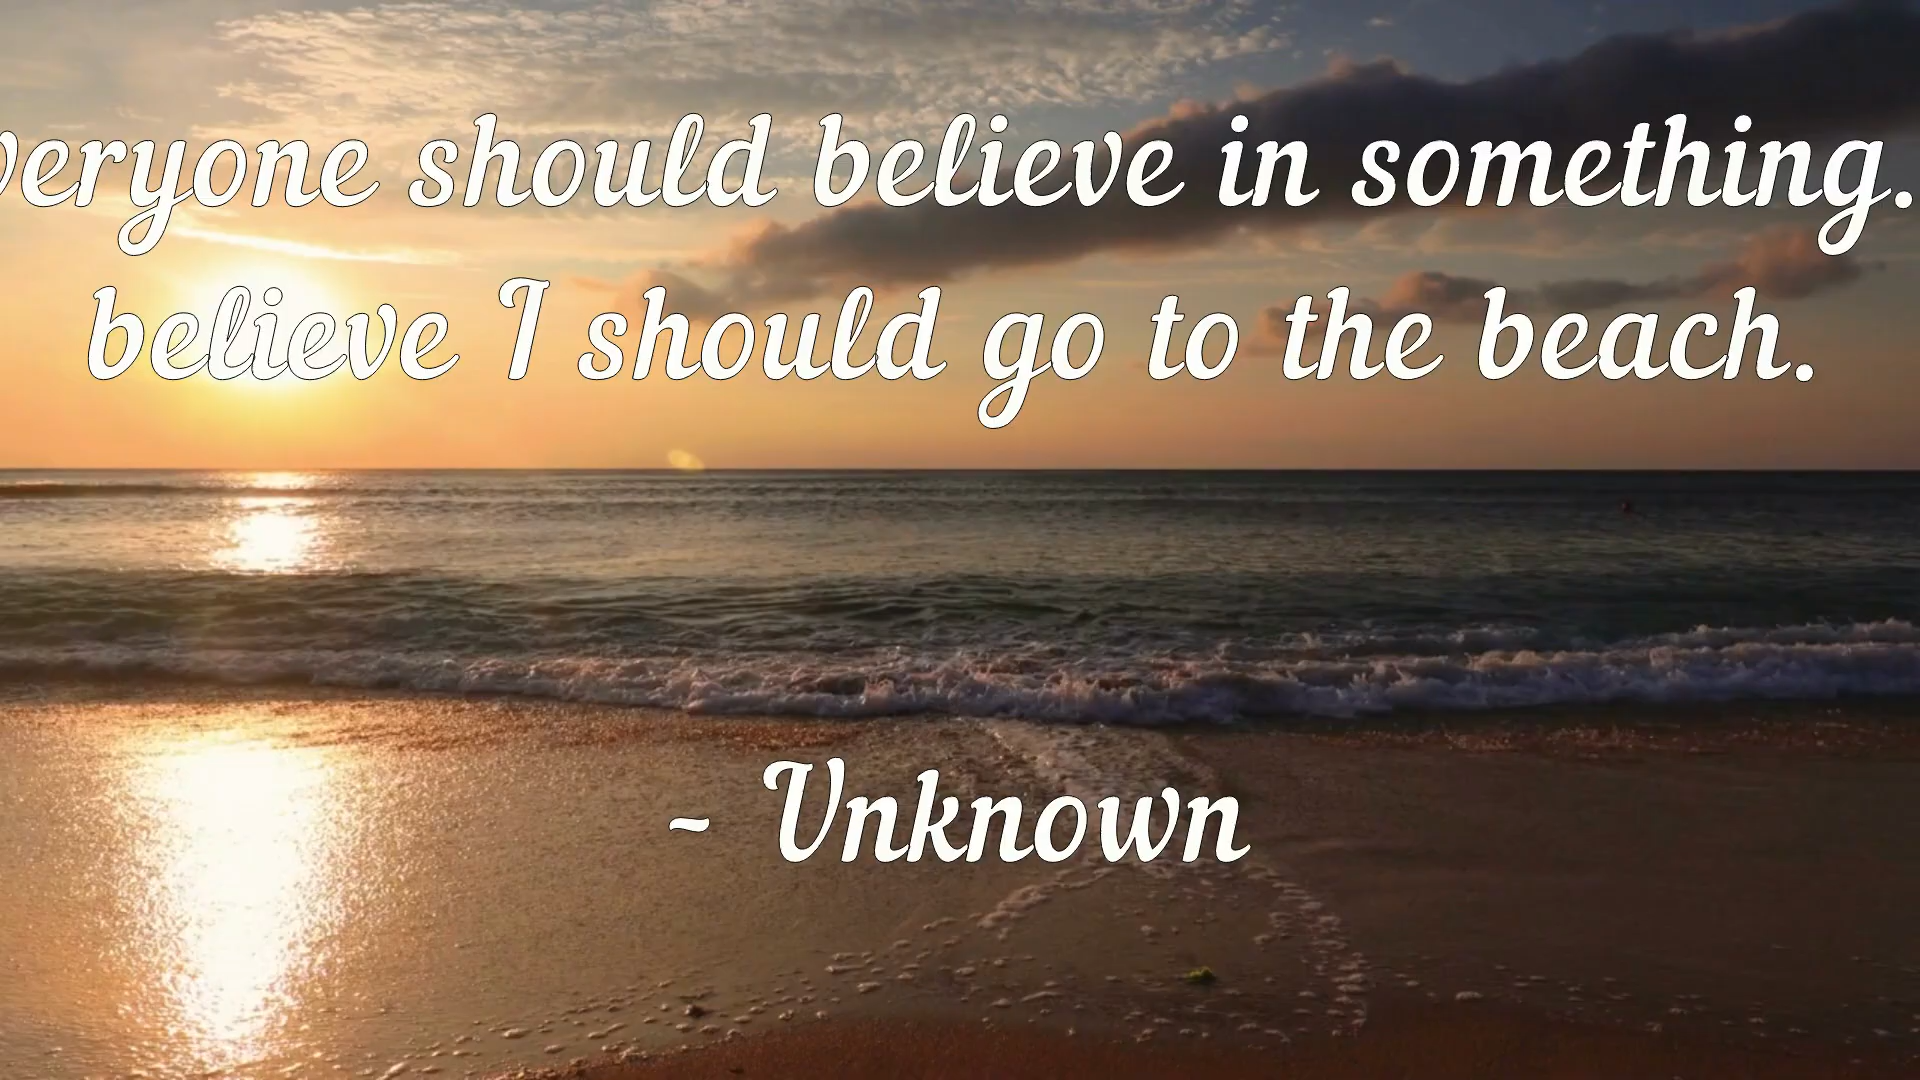 veryone should believe in something.
believe I should go to the beach.
~ Unknown